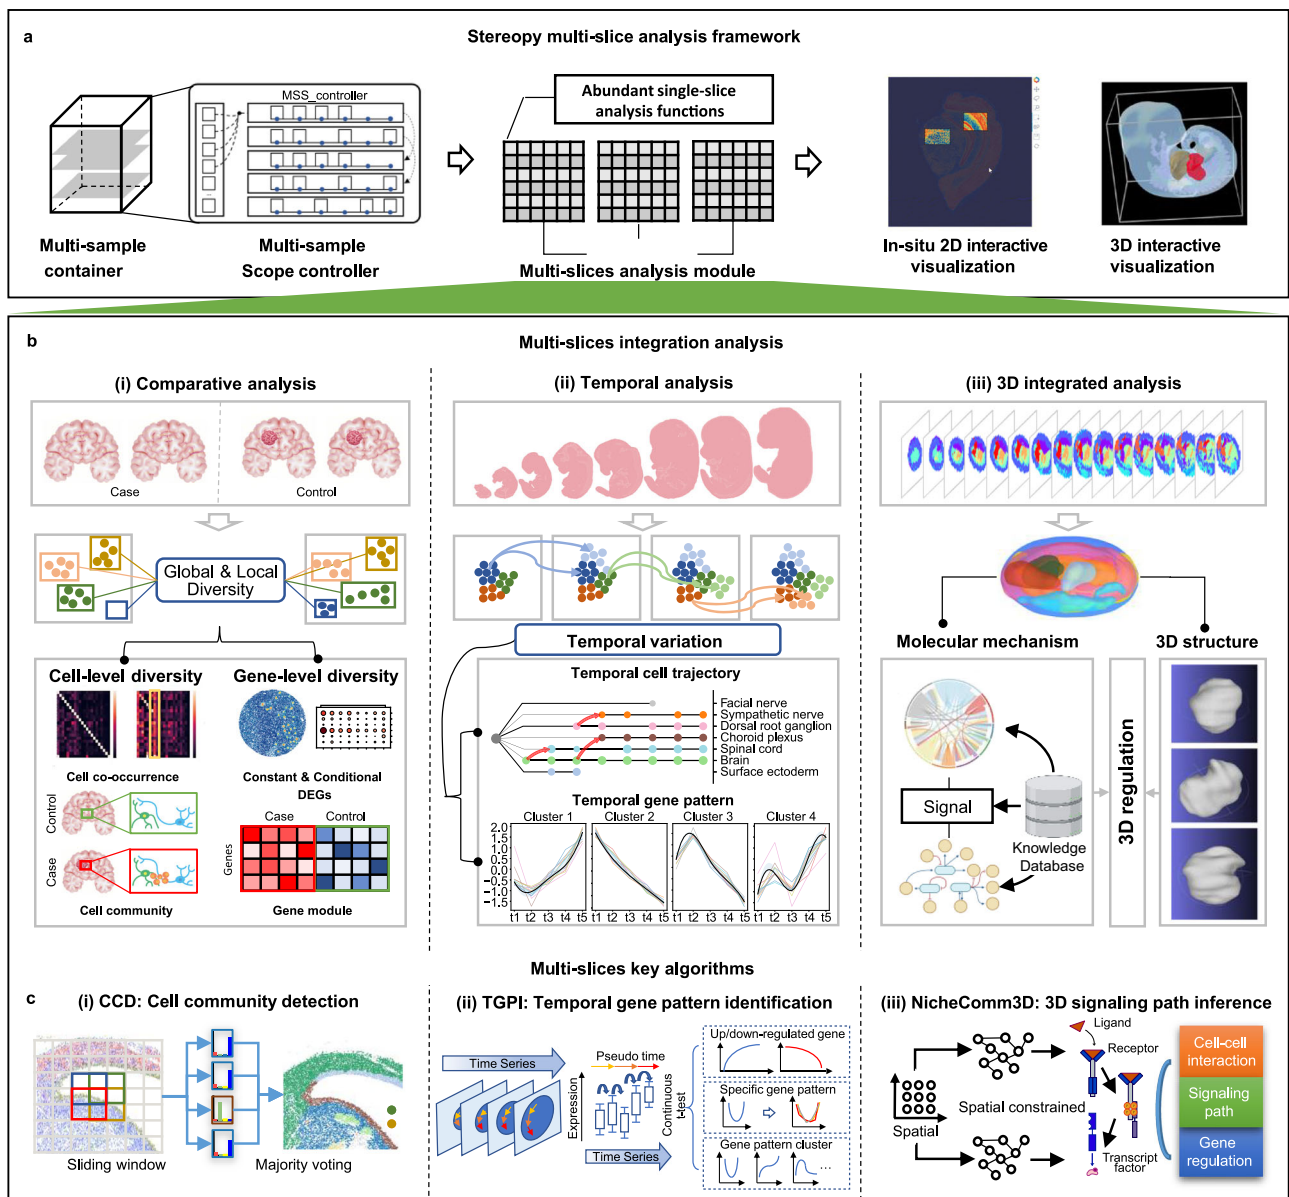 a
Stereopy multi-slice analysis framework
MSS_controller
...
Abundant single-slice
analysis functions
Multi-sample
container
Multi-sample
Scope controller
Multi-slices analysis module
In-situ 2D interactive
visualization
3D interactive
visualization
b
Multi-slices integration analysis
(i) Comparative analysis
Case
Control
Global & Local
Diversity
Cell-level diversity
Gene-level diversity
Cell co-occurrence
Constant & Conditional
DEGs
Control
Case
Cell community
Case
Control
Genes
Gene module
(ii) Temporal analysis
Temporal variation
Temporal cell trajectory
Facial nerve
Sympathetic nerve
Dorsal root ganglion
Choroid plexus
Spinal cord
Brain
Surface ectoderm
Temporal gene pattern
Cluster 1
Cluster 2
Cluster 3
Cluster 4
2.0
1.5
1.0
0.5
0.0
−0.5
−1.0
−1.5
t1 t2 t3 t4 t5
t1 t2 t3 t4 t5
t1 t2 t3 t4 t5
t1 t2 t3 t4 t5
(iii) 3D integrated analysis
Molecular mechanism
3D structure
Signal
Knowledge
Database
3D regulation
Multi-slices key algorithms
c
(i) CCD: Cell community detection
Sliding window
Majority voting
(ii) TGPI: Temporal gene pattern identification
Time Series
Pseudo time
Expression
Time Series
Continuous
t-test
Up/down-regulated gene
Specific gene pattern
Gene pattern cluster
...
(iii) NicheComm3D: 3D signaling path inference
Spatial
Spatial constrained
Ligand
Receptor
Transcript
factor
Cell-cell
interaction
Signaling
path
Gene
regulation